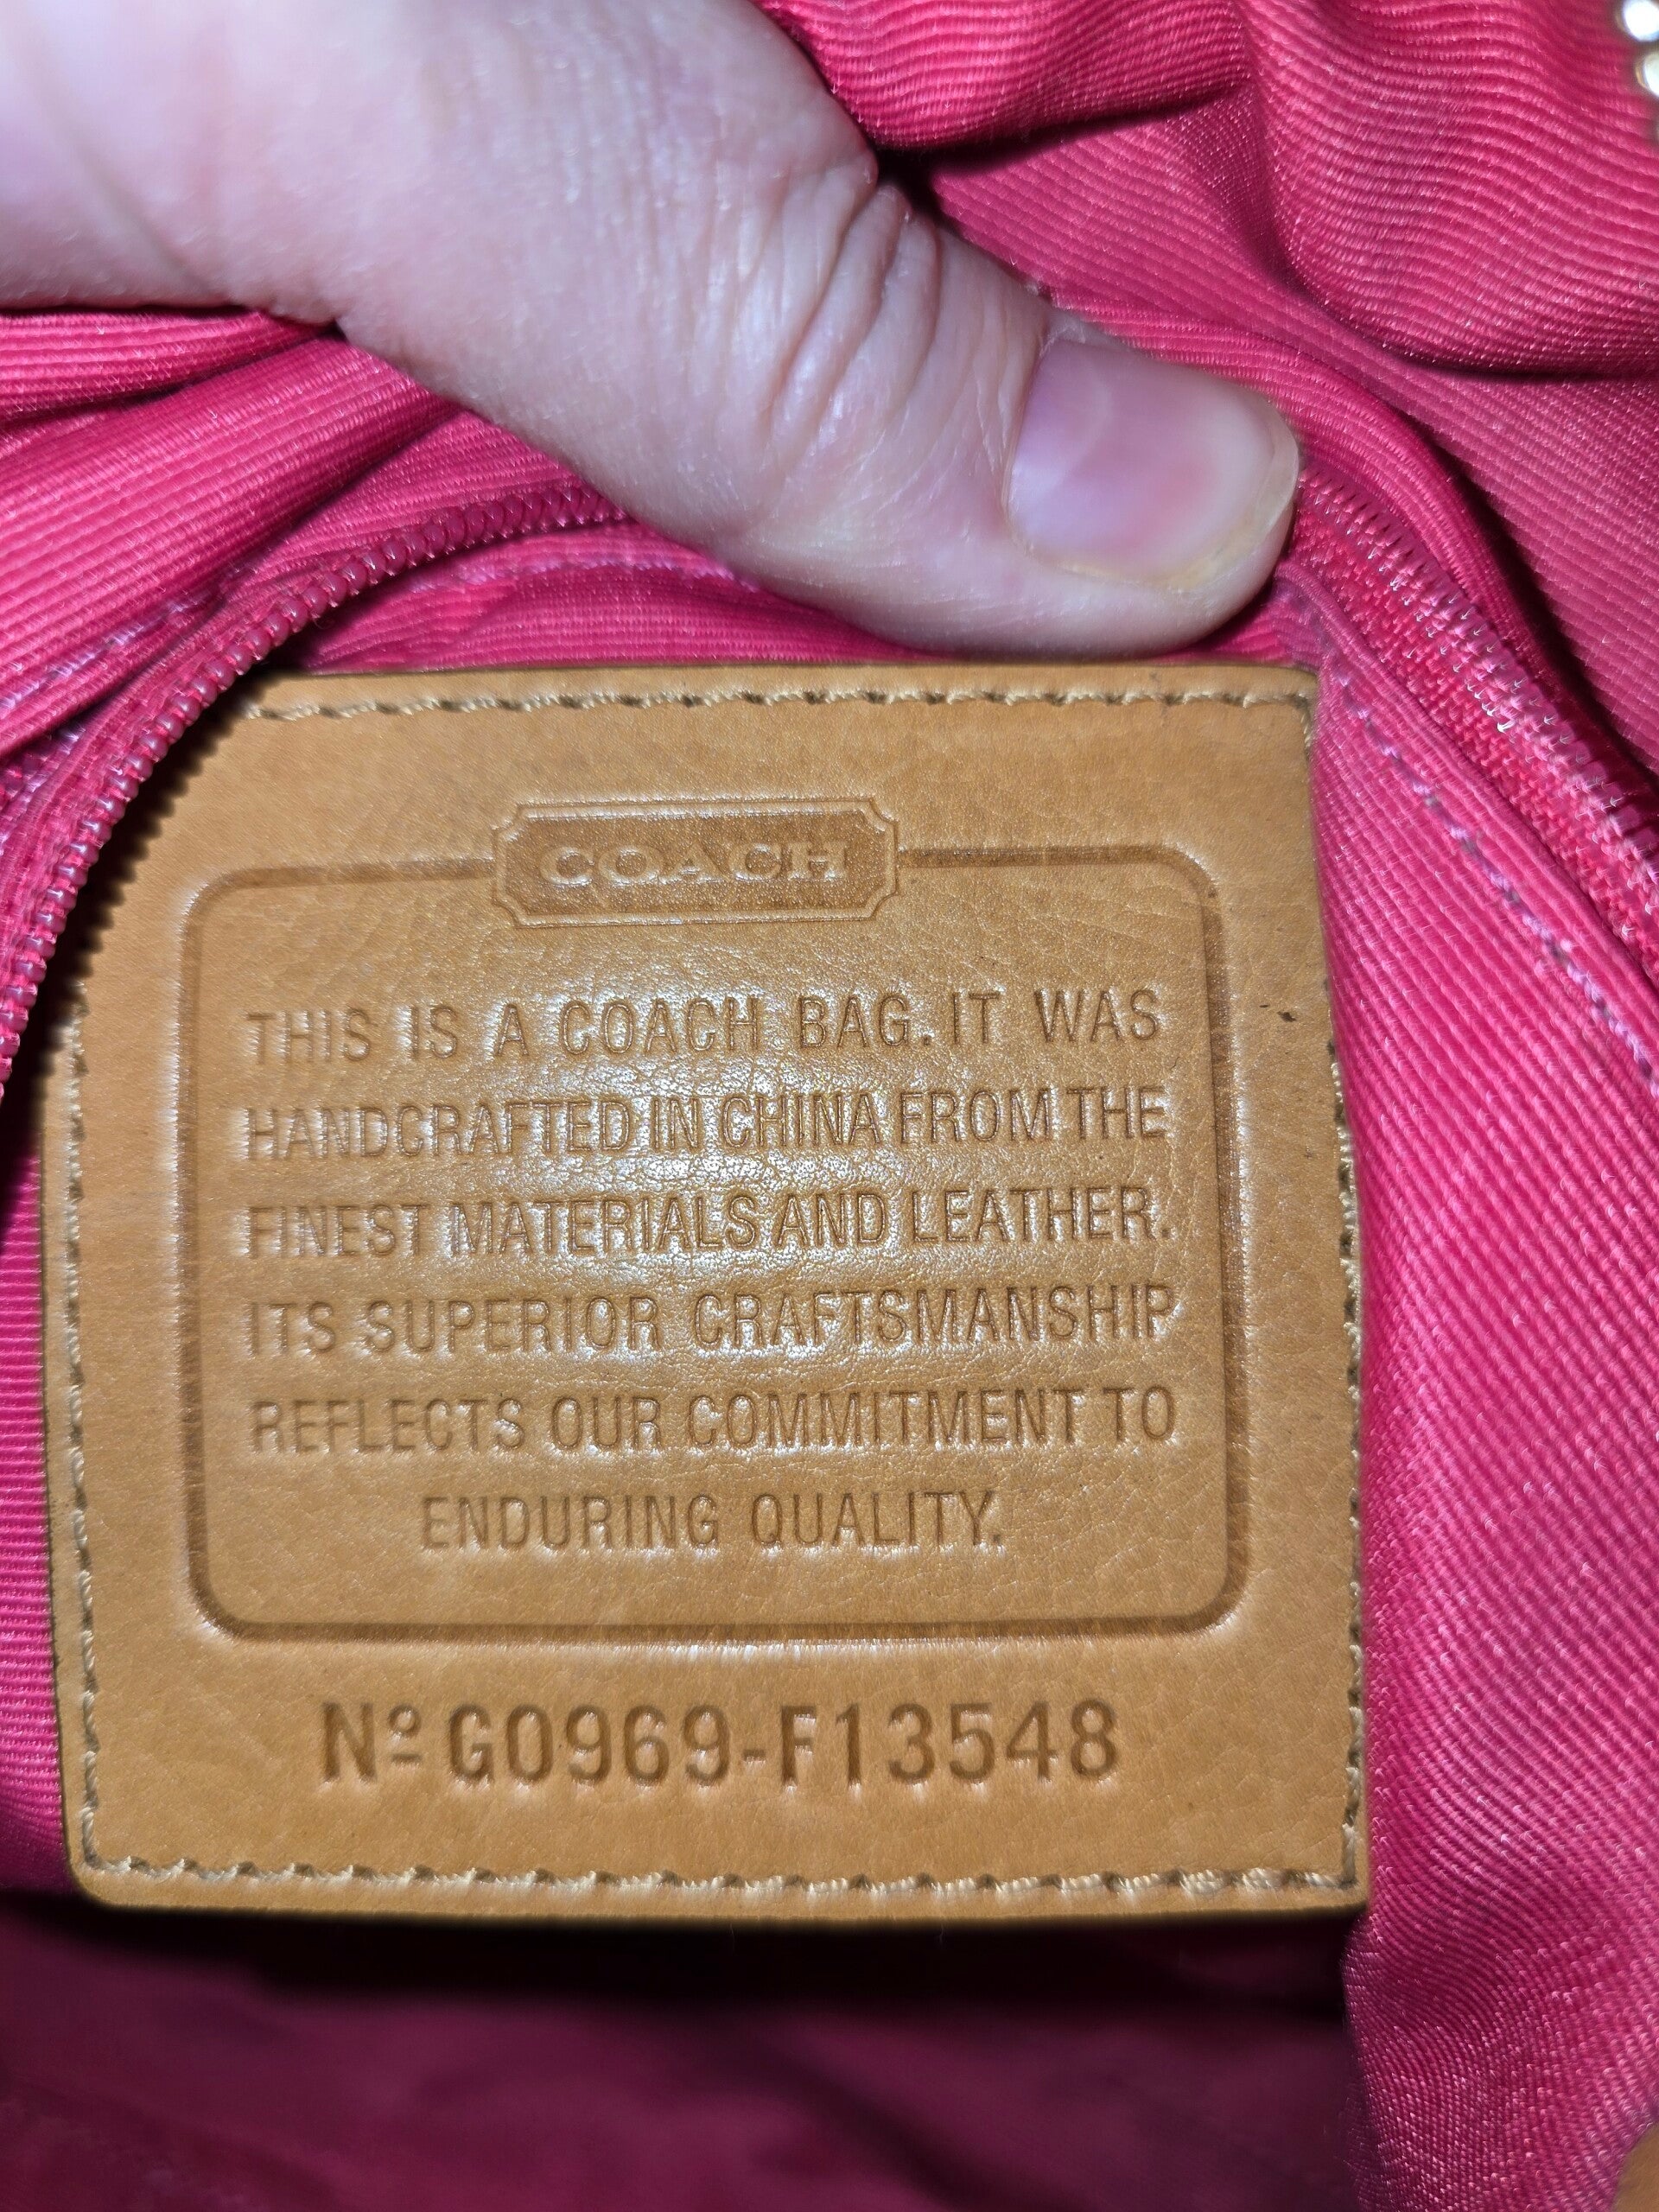 COACH
THIS IS A COACH BAG. IT WAS
HANDCRAFTED IN CHINA FROM THE
FINEST MATERIALS AND LEATHER.
ITS SUPERIOR CRAFTSMANSHIP
REFLECTS OUR COMMITMENT TO
ENDURING QUALITY.
Nº G0969-F13548